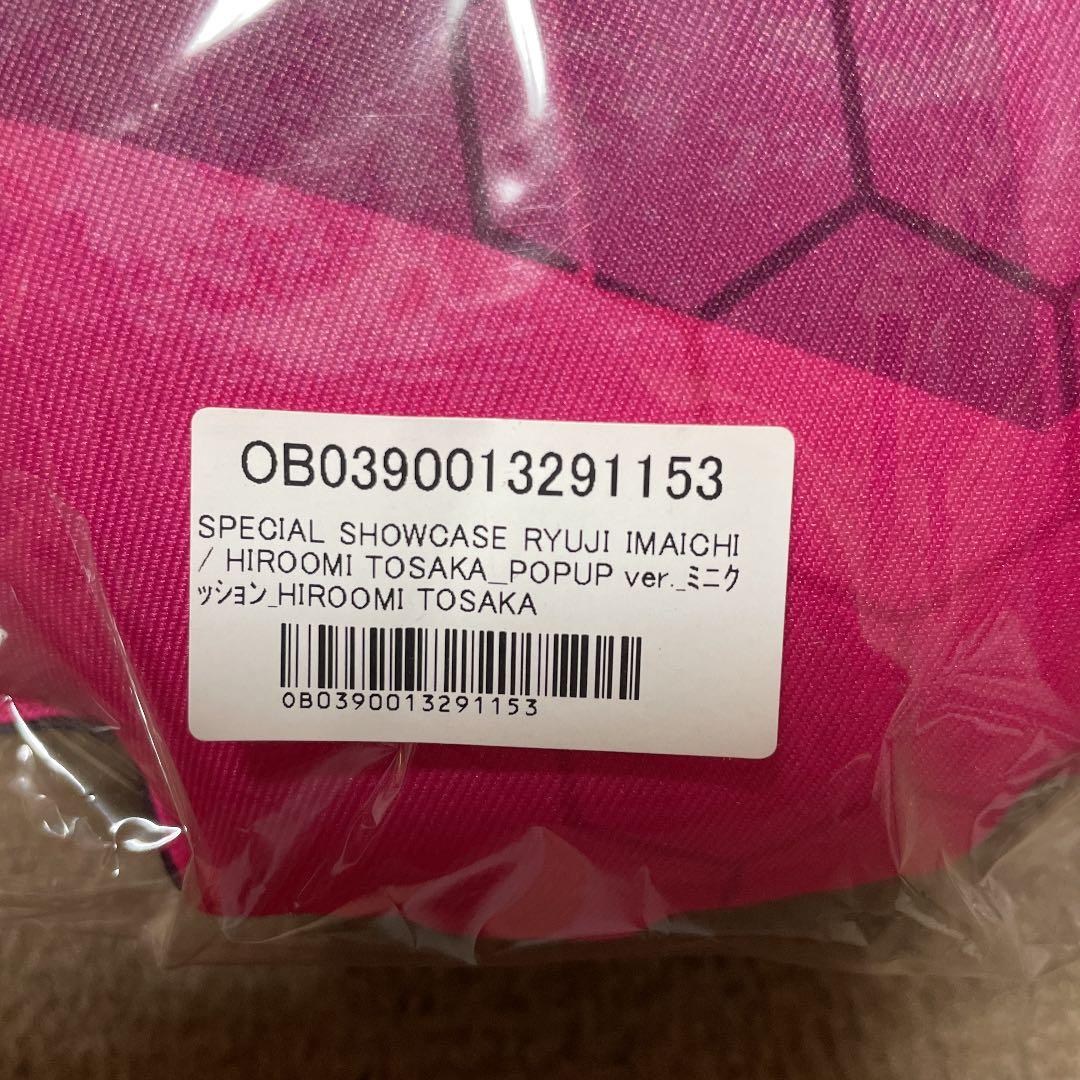 OB0390013291153
SPECIAL SHOWCASE RYUJI IMAICHI
/ HIROOMI TOSAKA_POPUP ver._ﾐﾆｸ
ｯｼｮﾝ_HIROOMI TOSAKA
OB0390013291153